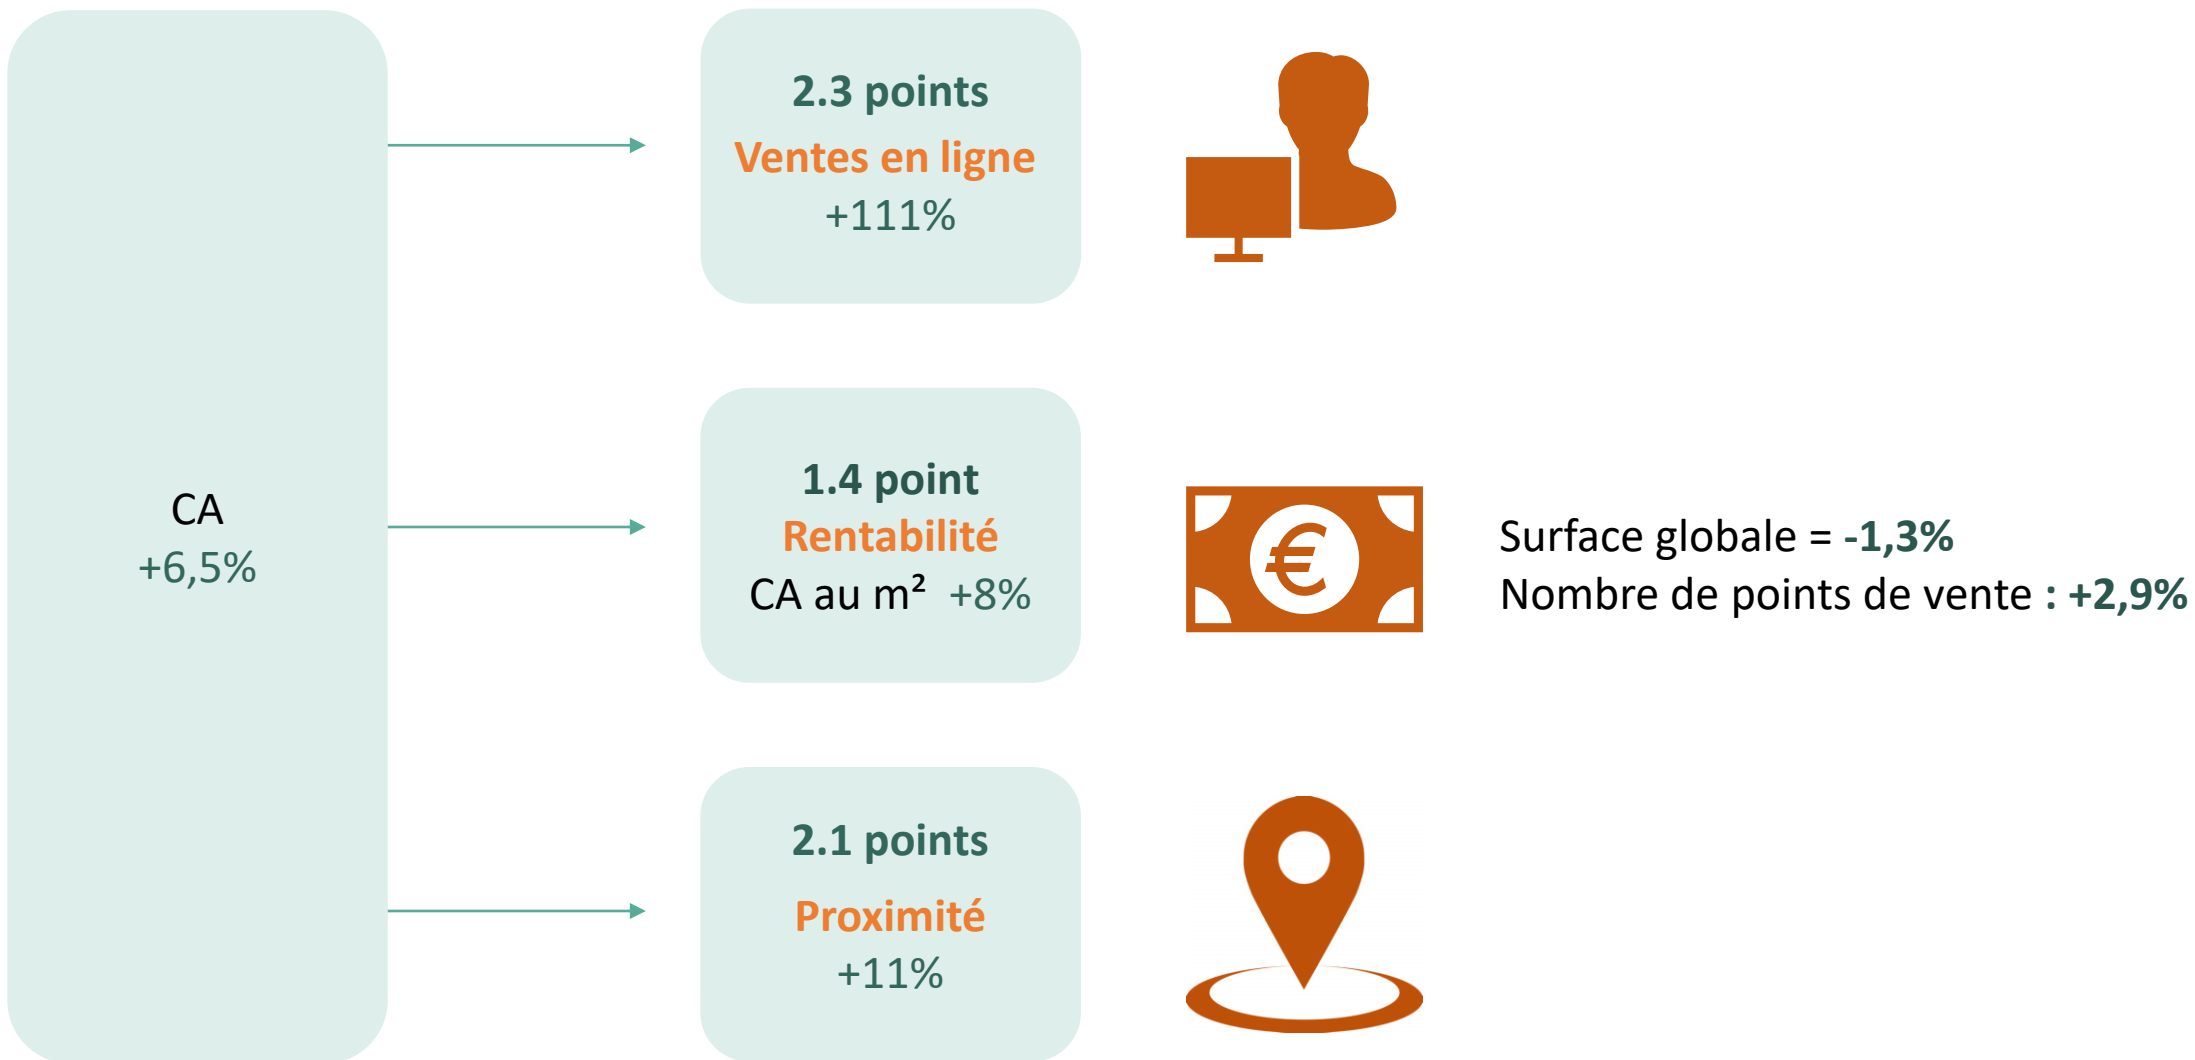 CA
+6,5%
2.3 points
Ventes en ligne
+111%
1.4 point
Rentabilité
CA au m² +8%
€
Surface globale = -1,3%
Nombre de points de vente : +2,9%
2.1 points
Proximité
+11%